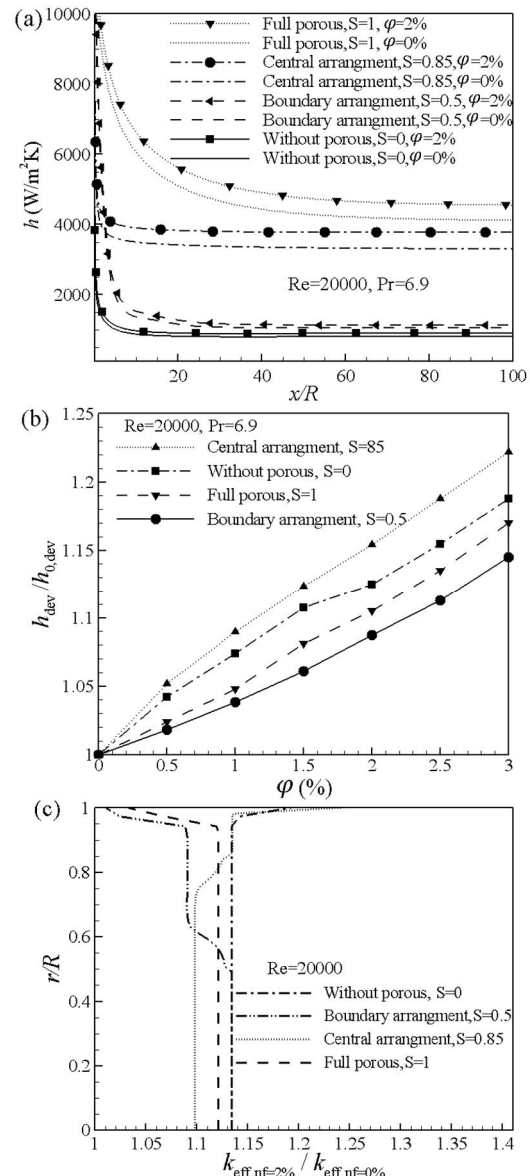 (a)
Full porous,S=1, φ=2%
Full porous,S=1, φ=0%
Central arrangment,S=0.85,φ=2%
Central arrangment,S=0.85,φ=0%
Boundary arrangment,S=0.5,φ=2%
Boundary arrangment,S=0.5,φ=0%
Without porous,S=0,φ=2%
Without porous,S=0,φ=0%
10000
8000
6000
4000
2000
h (W/m²K)
Re=20000, Pr=6.9
20 40 60 80 100
x/R
(b)
1.25
1.2
1.15
1.1
1.05
1
Re=20000, Pr=6.9
Central arrangment, S=85
Without porous, S=0
Full porous,S=1
Boundary arrangment, S=0.5
h_dev/h_0,dev
0 0.5 1 1.5 2 2.5 3
φ (%)
(c)
1
0.8
0.6
0.4
0.2
0
r/R
Re=20000
Without porous, S=0
Boundary arrangment,S=0.5
Central arrangment,S=0.85
Full porous,S=1
1 1.05 1.1 1.15 1.2 1.25 1.3 1.35 1.4
k_eff nf=2% / k_eff nf=0%